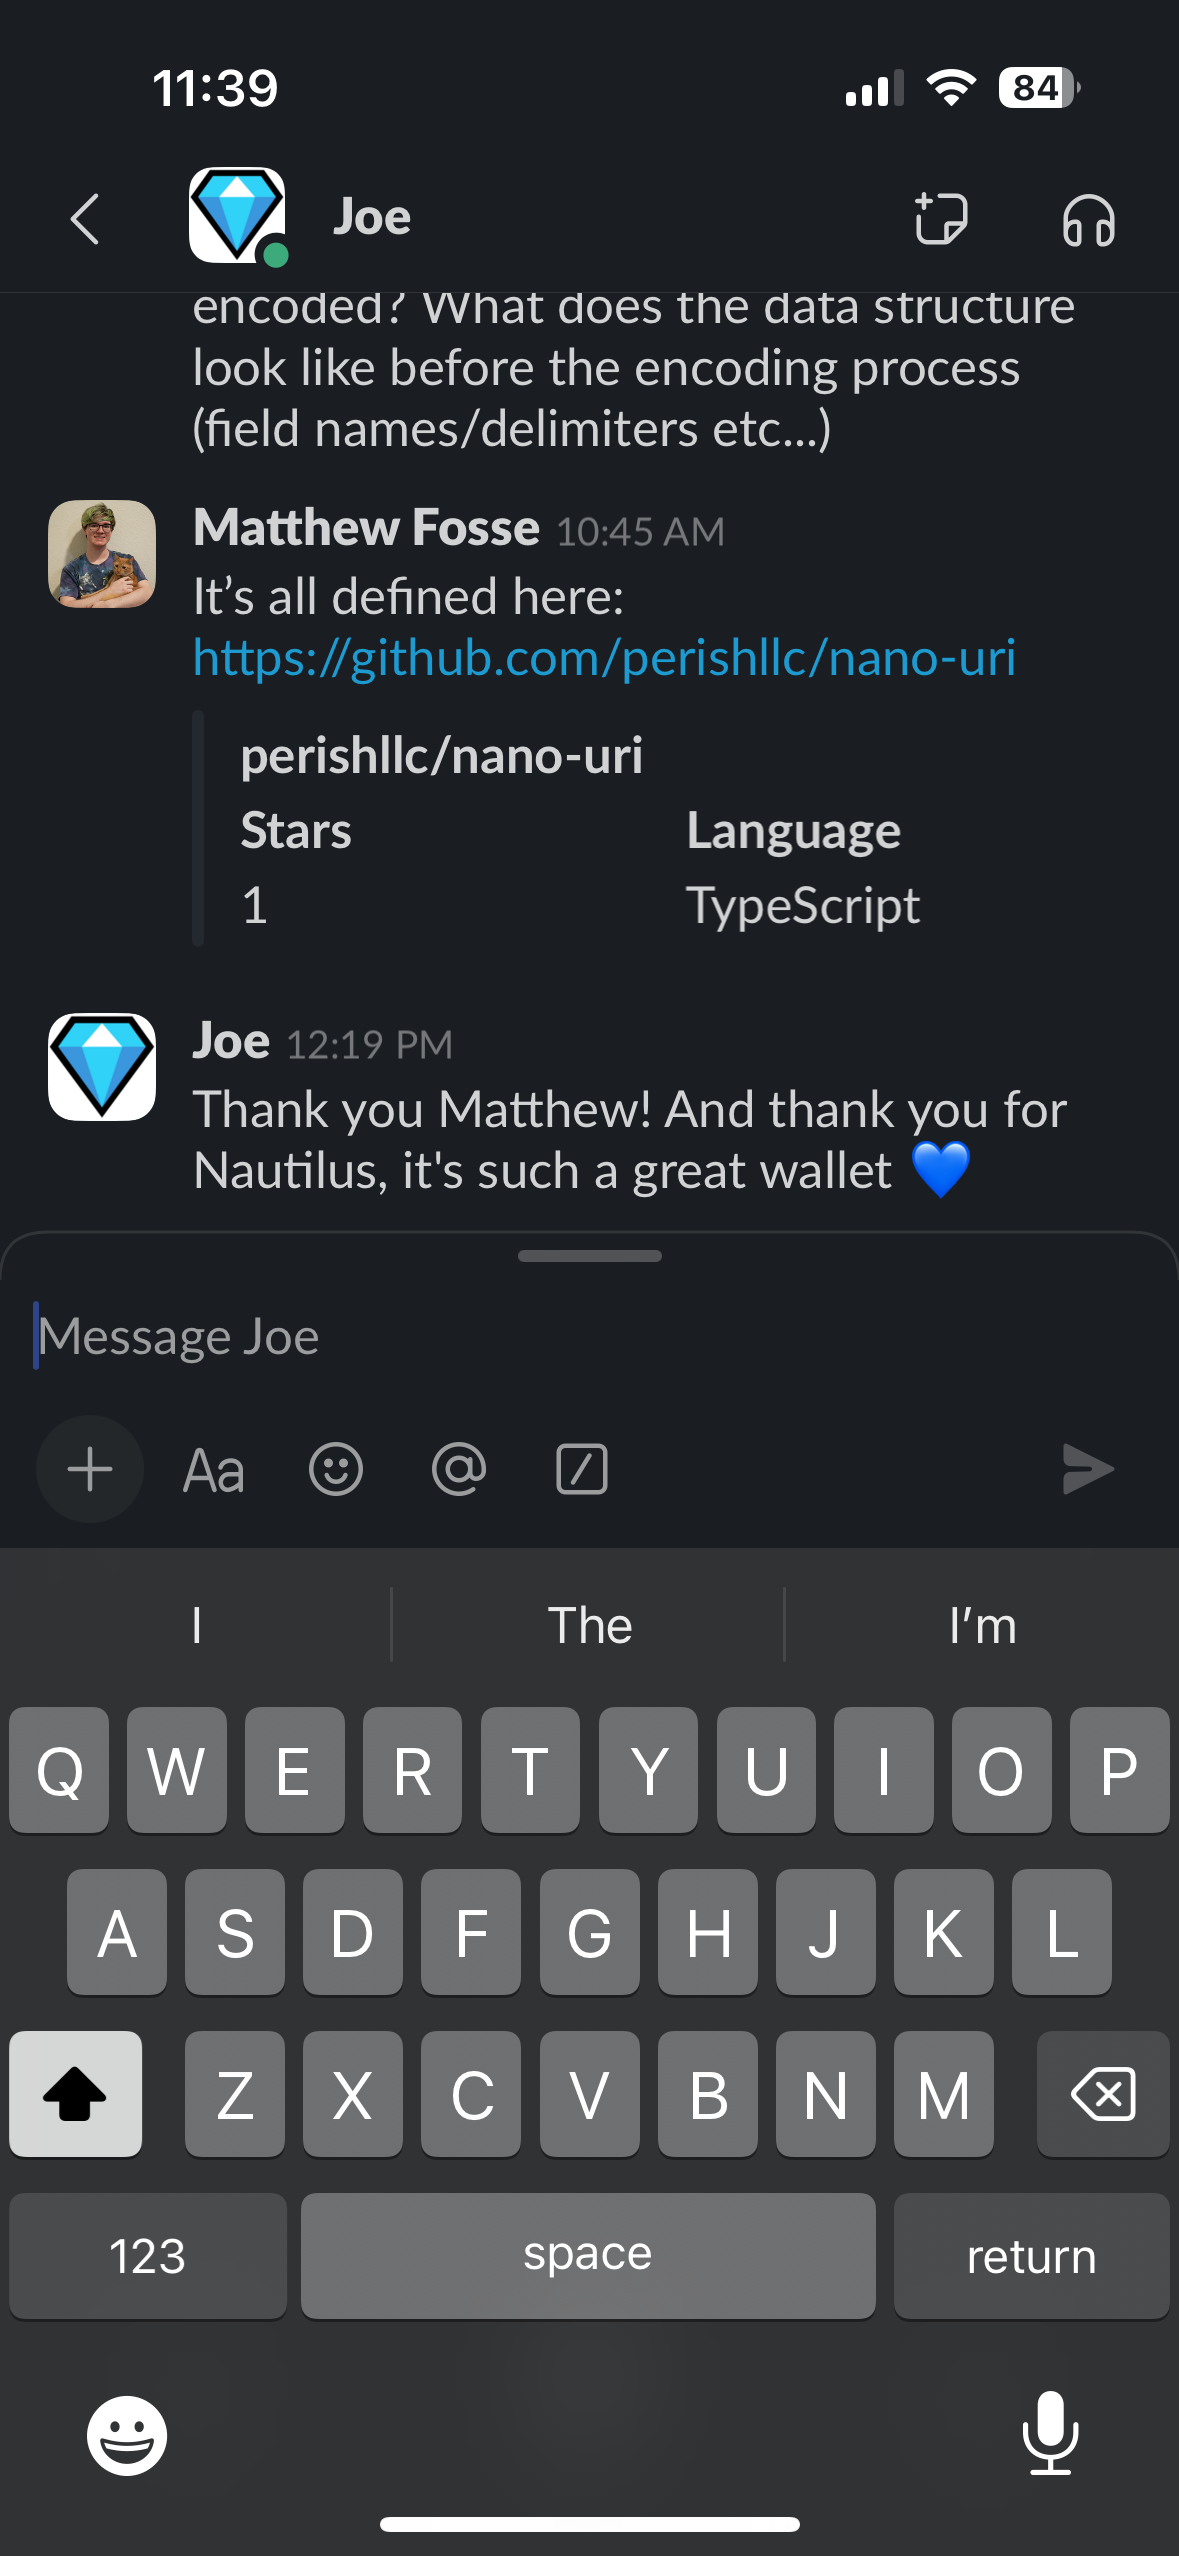 11:39
84
Joe
encoded? What does the data structure
look like before the encoding process
(field names/delimiters etc...)
Matthew Fosse 10:45 AM
It’s all defined here:
https://github.com/perishllc/nano-uri
perishllc/nano-uri
Stars Language
1 TypeScript
Joe 12:19 PM
Thank you Matthew! And thank you for
Nautilus, it's such a great wallet 💙
Message Joe
Aa
I The I’m
Q W E R T Y U I O P
A S D F G H J K L
Z X C V B N M
123 space return